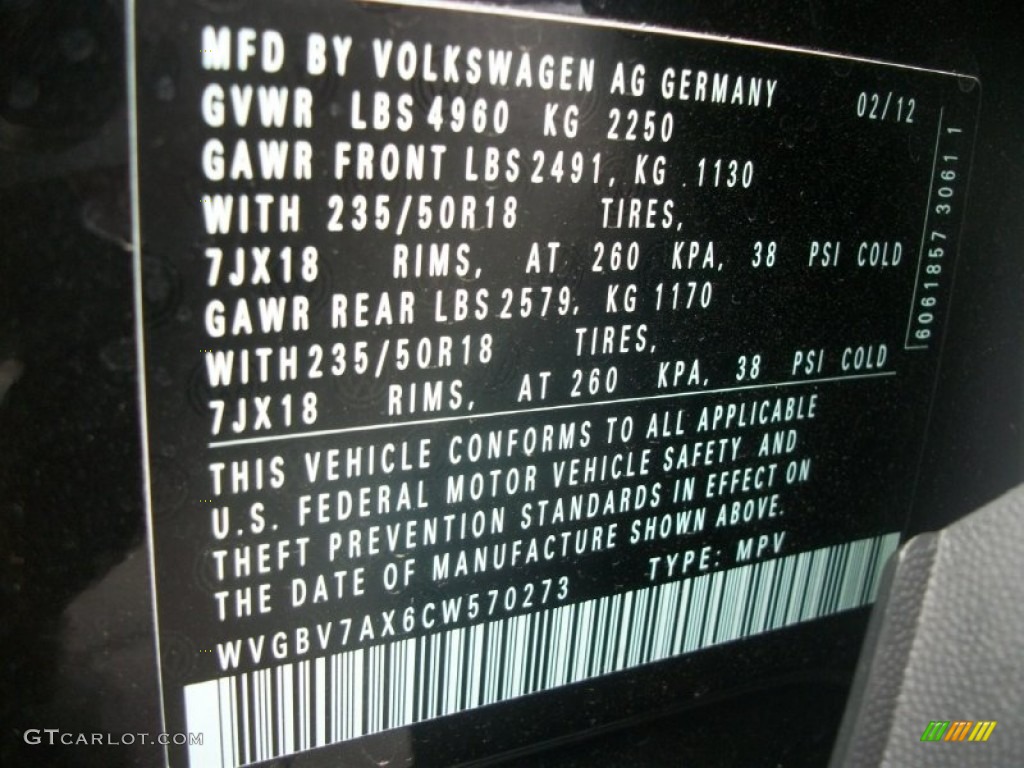 MFD BY VOLKSWAGEN AG GERMANY 02/12
GVWR LBS 4960 KG 2250
GAWR FRONT LBS 2491, KG 1130
WITH 235/50R18 TIRES,
7JX18 RIMS, AT 260 KPA, 38 PSI COLD
GAWR REAR LBS 2579, KG 1170
WITH 235/50R18 TIRES,
7JX18 RIMS, AT 260 KPA, 38 PSI COLD
THIS VEHICLE CONFORMS TO ALL APPLICABLE
U.S. FEDERAL MOTOR VEHICLE SAFETY AND
THEFT PREVENTION STANDARDS IN EFFECT ON
THE DATE OF MANUFACTURE SHOWN ABOVE.
WVGBV7AX6CW570273 TYPE: MPV
6061857 3061 1
GTCARLOT.COM